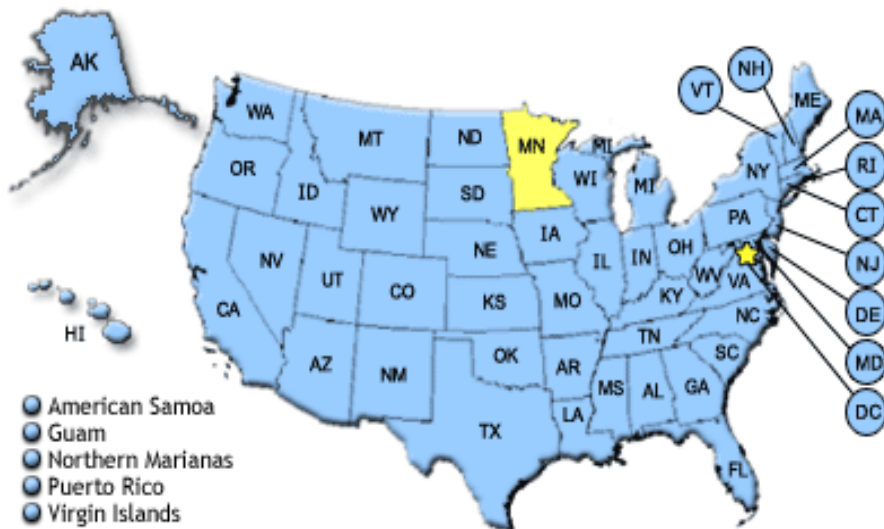 AK
WA
OR
CA
ID
NV
MT
WY
UT
AZ
CO
NM
ND
SD
NE
KS
OK
TX
MN
IA
MO
AR
LA
WI
IL
MI
MI
IN
OH
KY
TN
MS
AL
GA
FL
SC
NC
VA
WV
PA
NY
ME
VT
NH
MA
RI
CT
NJ
DE
MD
DC
HI
American Samoa
Guam
Northern Marianas
Puerto Rico
Virgin Islands